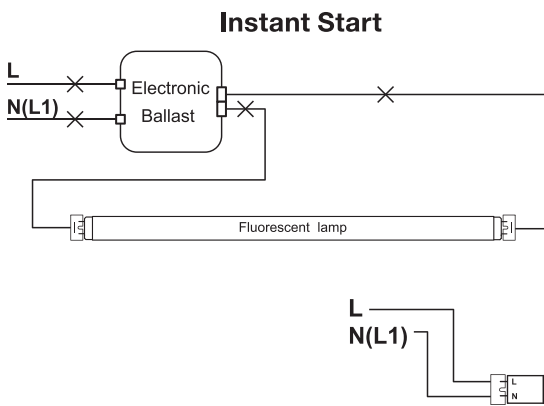 Instant Start
L
N(L1)
Electronic
Ballast
Fluorescent lamp
L
N(L1)
L
N